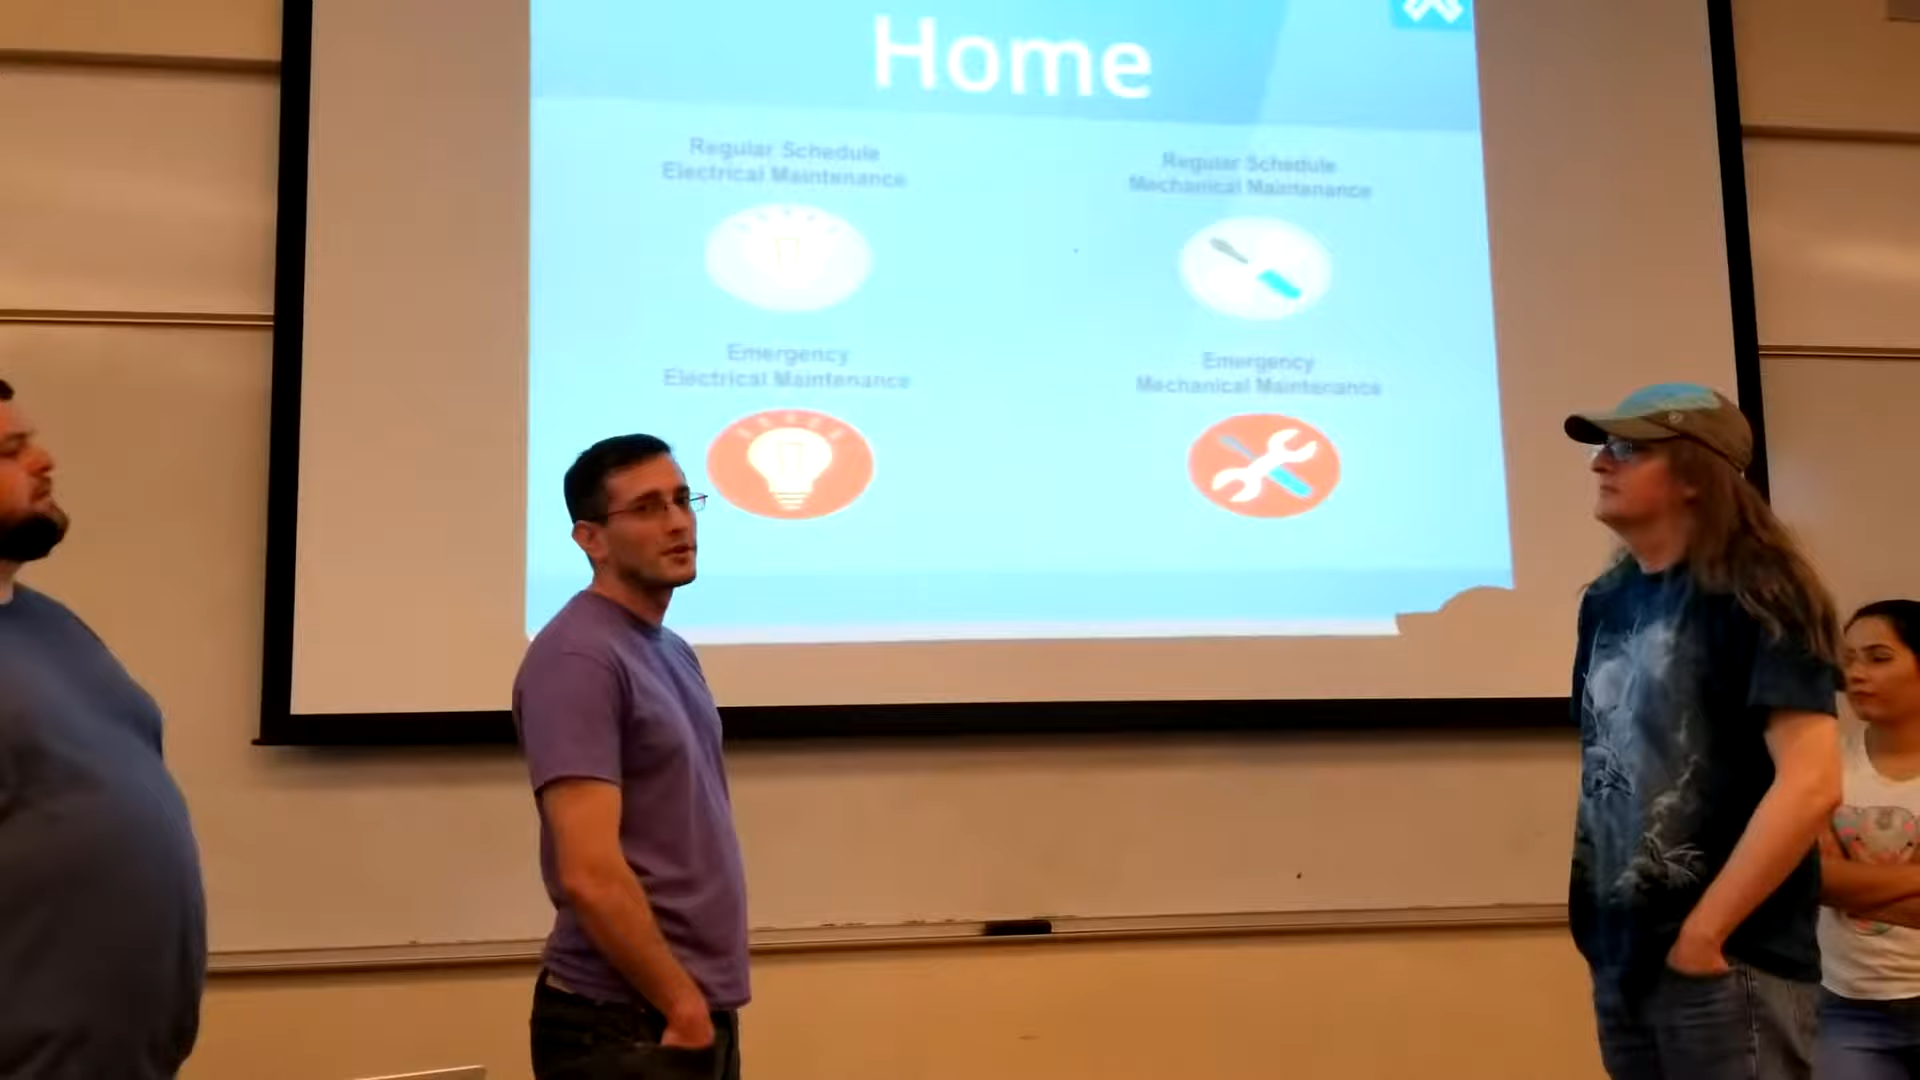 Home
Regular Schedule
Electrical Maintenance
Regular Schedule
Mechanical Maintenance
Emergency
Electrical Maintenance
Emergency
Mechanical Maintenance